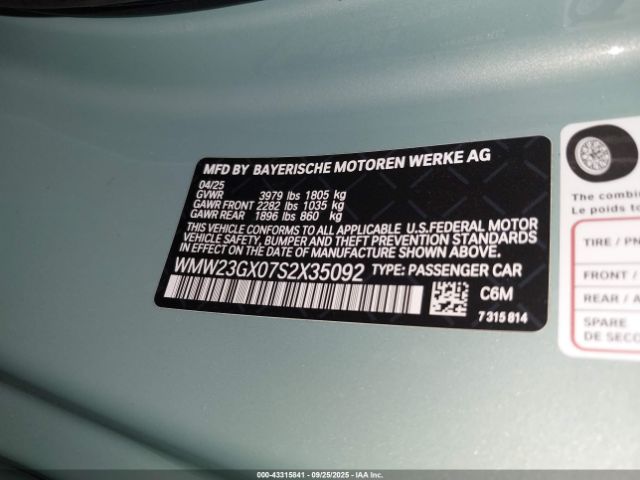 MFD BY BAYERISCHE MOTOREN WERKE AG
04/25
GVWR 3979 lbs 1805 kg
GAWR FRONT 2282 lbs 1035 kg
GAWR REAR 1896 lbs 860 kg
THIS VEHICLE CONFORMS TO ALL APPLICABLE U.S.FEDERAL MOTOR
VEHICLE SAFETY, BUMPER AND THEFT PREVENTION STANDARDS
IN EFFECT ON THE DATE OF MANUFACTURE SHOWN ABOVE.
WMW23GX07S2X35092 TYPE: PASSENGER CAR
C6M
7 315 814
The combin
Le poids to
TIRE / PN
FRONT /
REAR / A
SPARE
DE SECO
000-43315841 | 09/25/2025 | IAA Inc.